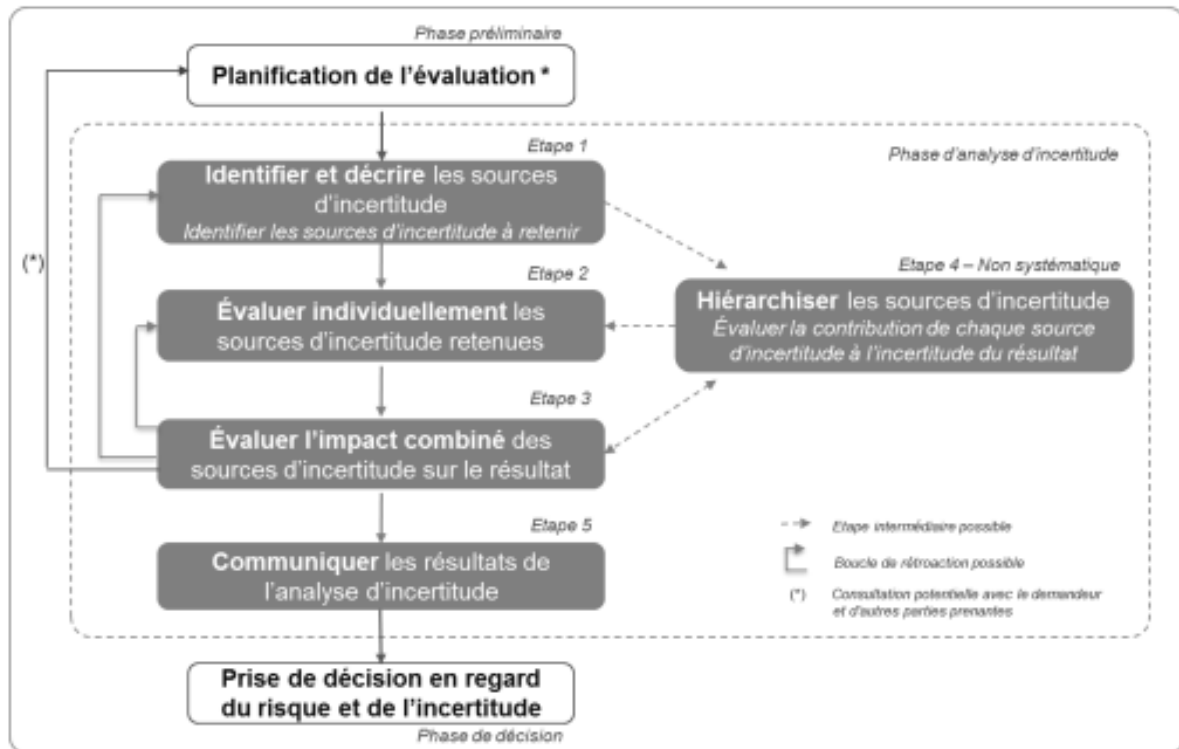 Phase préliminaire
Planification de l'évaluation *
Etape 1
Phase d'analyse d'incertitude
Identifier et décrire les sources
d'incertitude
Identifier les sources d'incertitude à retenir
(*)
Etape 2
Etape 4 – Non systématique
Évaluer individuellement les
sources d'incertitude retenues
Hiérarchiser les sources d'incertitude
Évaluer la contribution de chaque source
d'incertitude à l'incertitude du résultat
Etape 3
Évaluer l'impact combiné des
sources d'incertitude sur le résultat
Etape 5
Communiquer les résultats de
l'analyse d'incertitude
Etape intermédiaire possible
Boucle de rétroaction possible
(*) Consultation potentielle avec le demandeur
et d'autres parties prenantes
Prise de décision en regard
du risque et de l'incertitude
Phase de décision